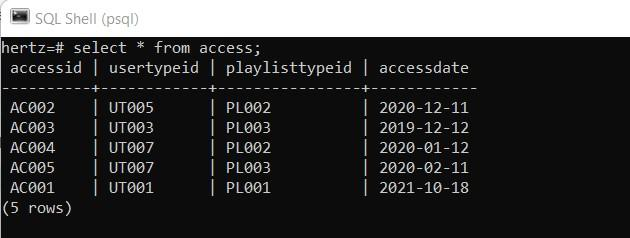 SQL Shell (psql)
hertz=# select * from access;
 accessid | usertypeid | playlisttypeid | accessdate
----------+------------+----------------+------------
 AC002    | UT005      | PL002          | 2020-12-11
 AC003    | UT003      | PL003          | 2019-12-12
 AC004    | UT007      | PL002          | 2020-01-12
 AC005    | UT007      | PL003          | 2020-02-11
 AC001    | UT001      | PL001          | 2021-10-18
(5 rows)